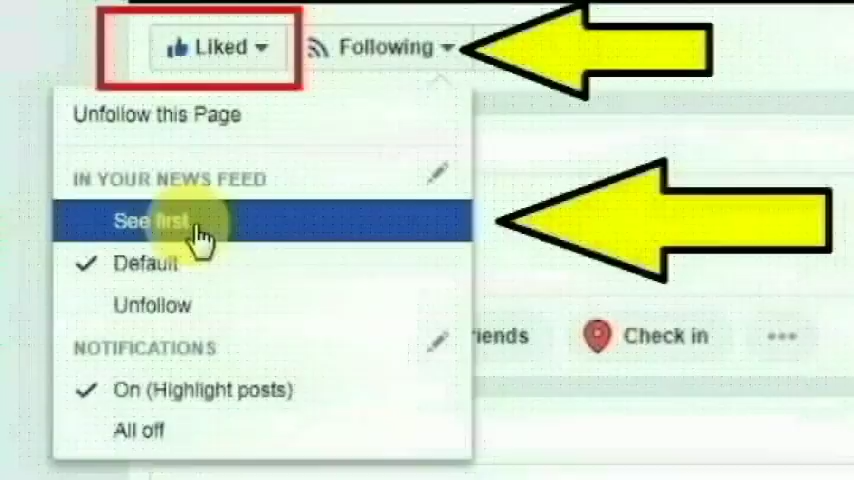 Liked Following
Unfollow this Page
IN YOUR NEWS FEED
See first
Default
Unfollow
NOTIFICATIONS
iends Check in
On (Highlight posts)
All off